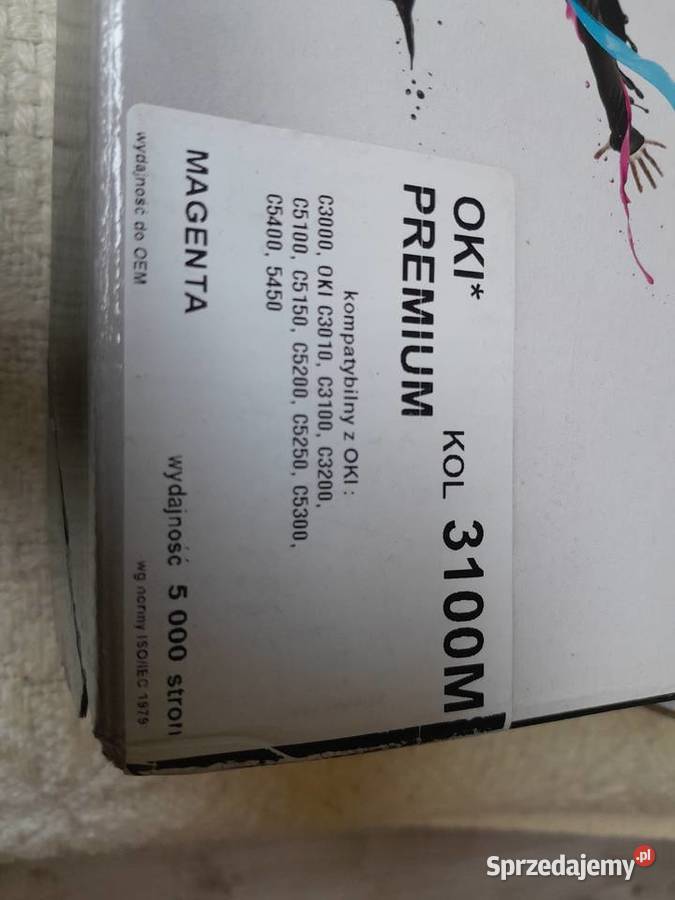 OKI* KOL 3100M
PREMIUM
kompatybilny z OKI :
C3000, OKI C3010, C3100, C3200,
C5100, C5150, C5200, C5250, C5300,
C5400, 5450
MAGENTA wydajność 5 000 stron
wydajność do OEM wg normy ISO/IEC 1979
Sprzedajemy.pl